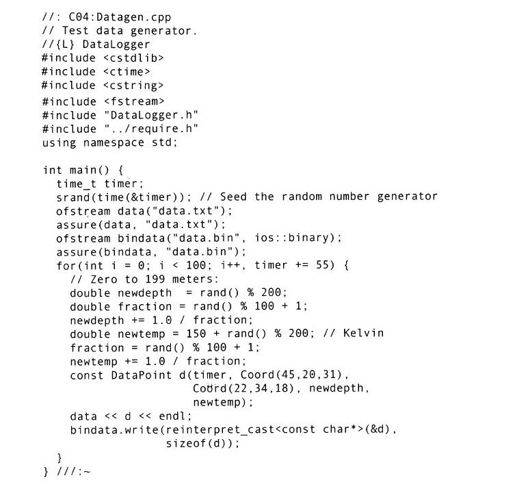 //: C04:Datagen.cpp
// Test data generator.
//{L} DataLogger
#include <cstdlib>
#include <ctime>
#include <cstring>
#include <fstream>
#include "DataLogger.h"
#include "../require.h"
using namespace std;

int main() {
  time_t timer;
  srand(time(&timer)); // Seed the random number generator
  ofstream data("data.txt");
  assure(data, "data.txt");
  ofstream bindata("data.bin", ios::binary);
  assure(bindata, "data.bin");
  for(int i = 0; i < 100; i++, timer += 55) {
    // Zero to 199 meters:
    double newdepth  = rand() % 200;
    double fraction = rand() % 100 + 1;
    newdepth += 1.0 / fraction;
    double newtemp = 150 + rand() % 200; // Kelvin
    fraction = rand() % 100 + 1;
    newtemp += 1.0 / fraction;
    const DataPoint d(timer, Coord(45,20,31),
                      Coord(22,34,18), newdepth,
                      newtemp);
    data << d << endl;
    bindata.write(reinterpret_cast<const char*>(&d),
                  sizeof(d));
  }
} ///:~